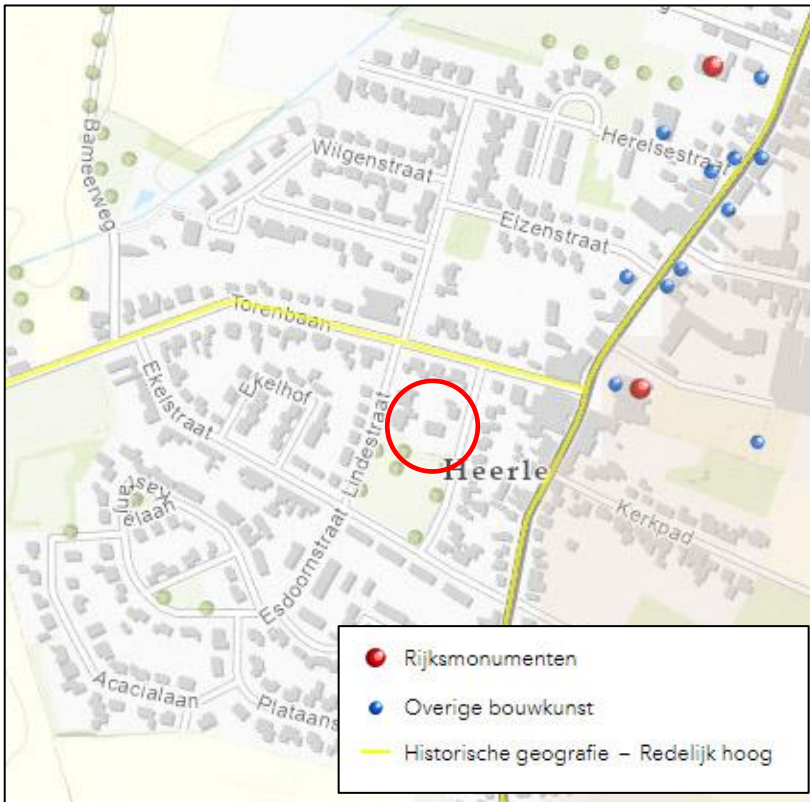 Herelsestraat
Wilgenstraat
Bameerweg
Elzenstraat
Torenbaan
Ekelhof
Ekelstraat
Lindestraat
Heerle
Kastanjelaantje
Kerkpad
Esdoornstraat
Acacialaan
Plataans
Rijksmonumenten
Overige bouwkunst
Historische geografie – Redelijk hoog